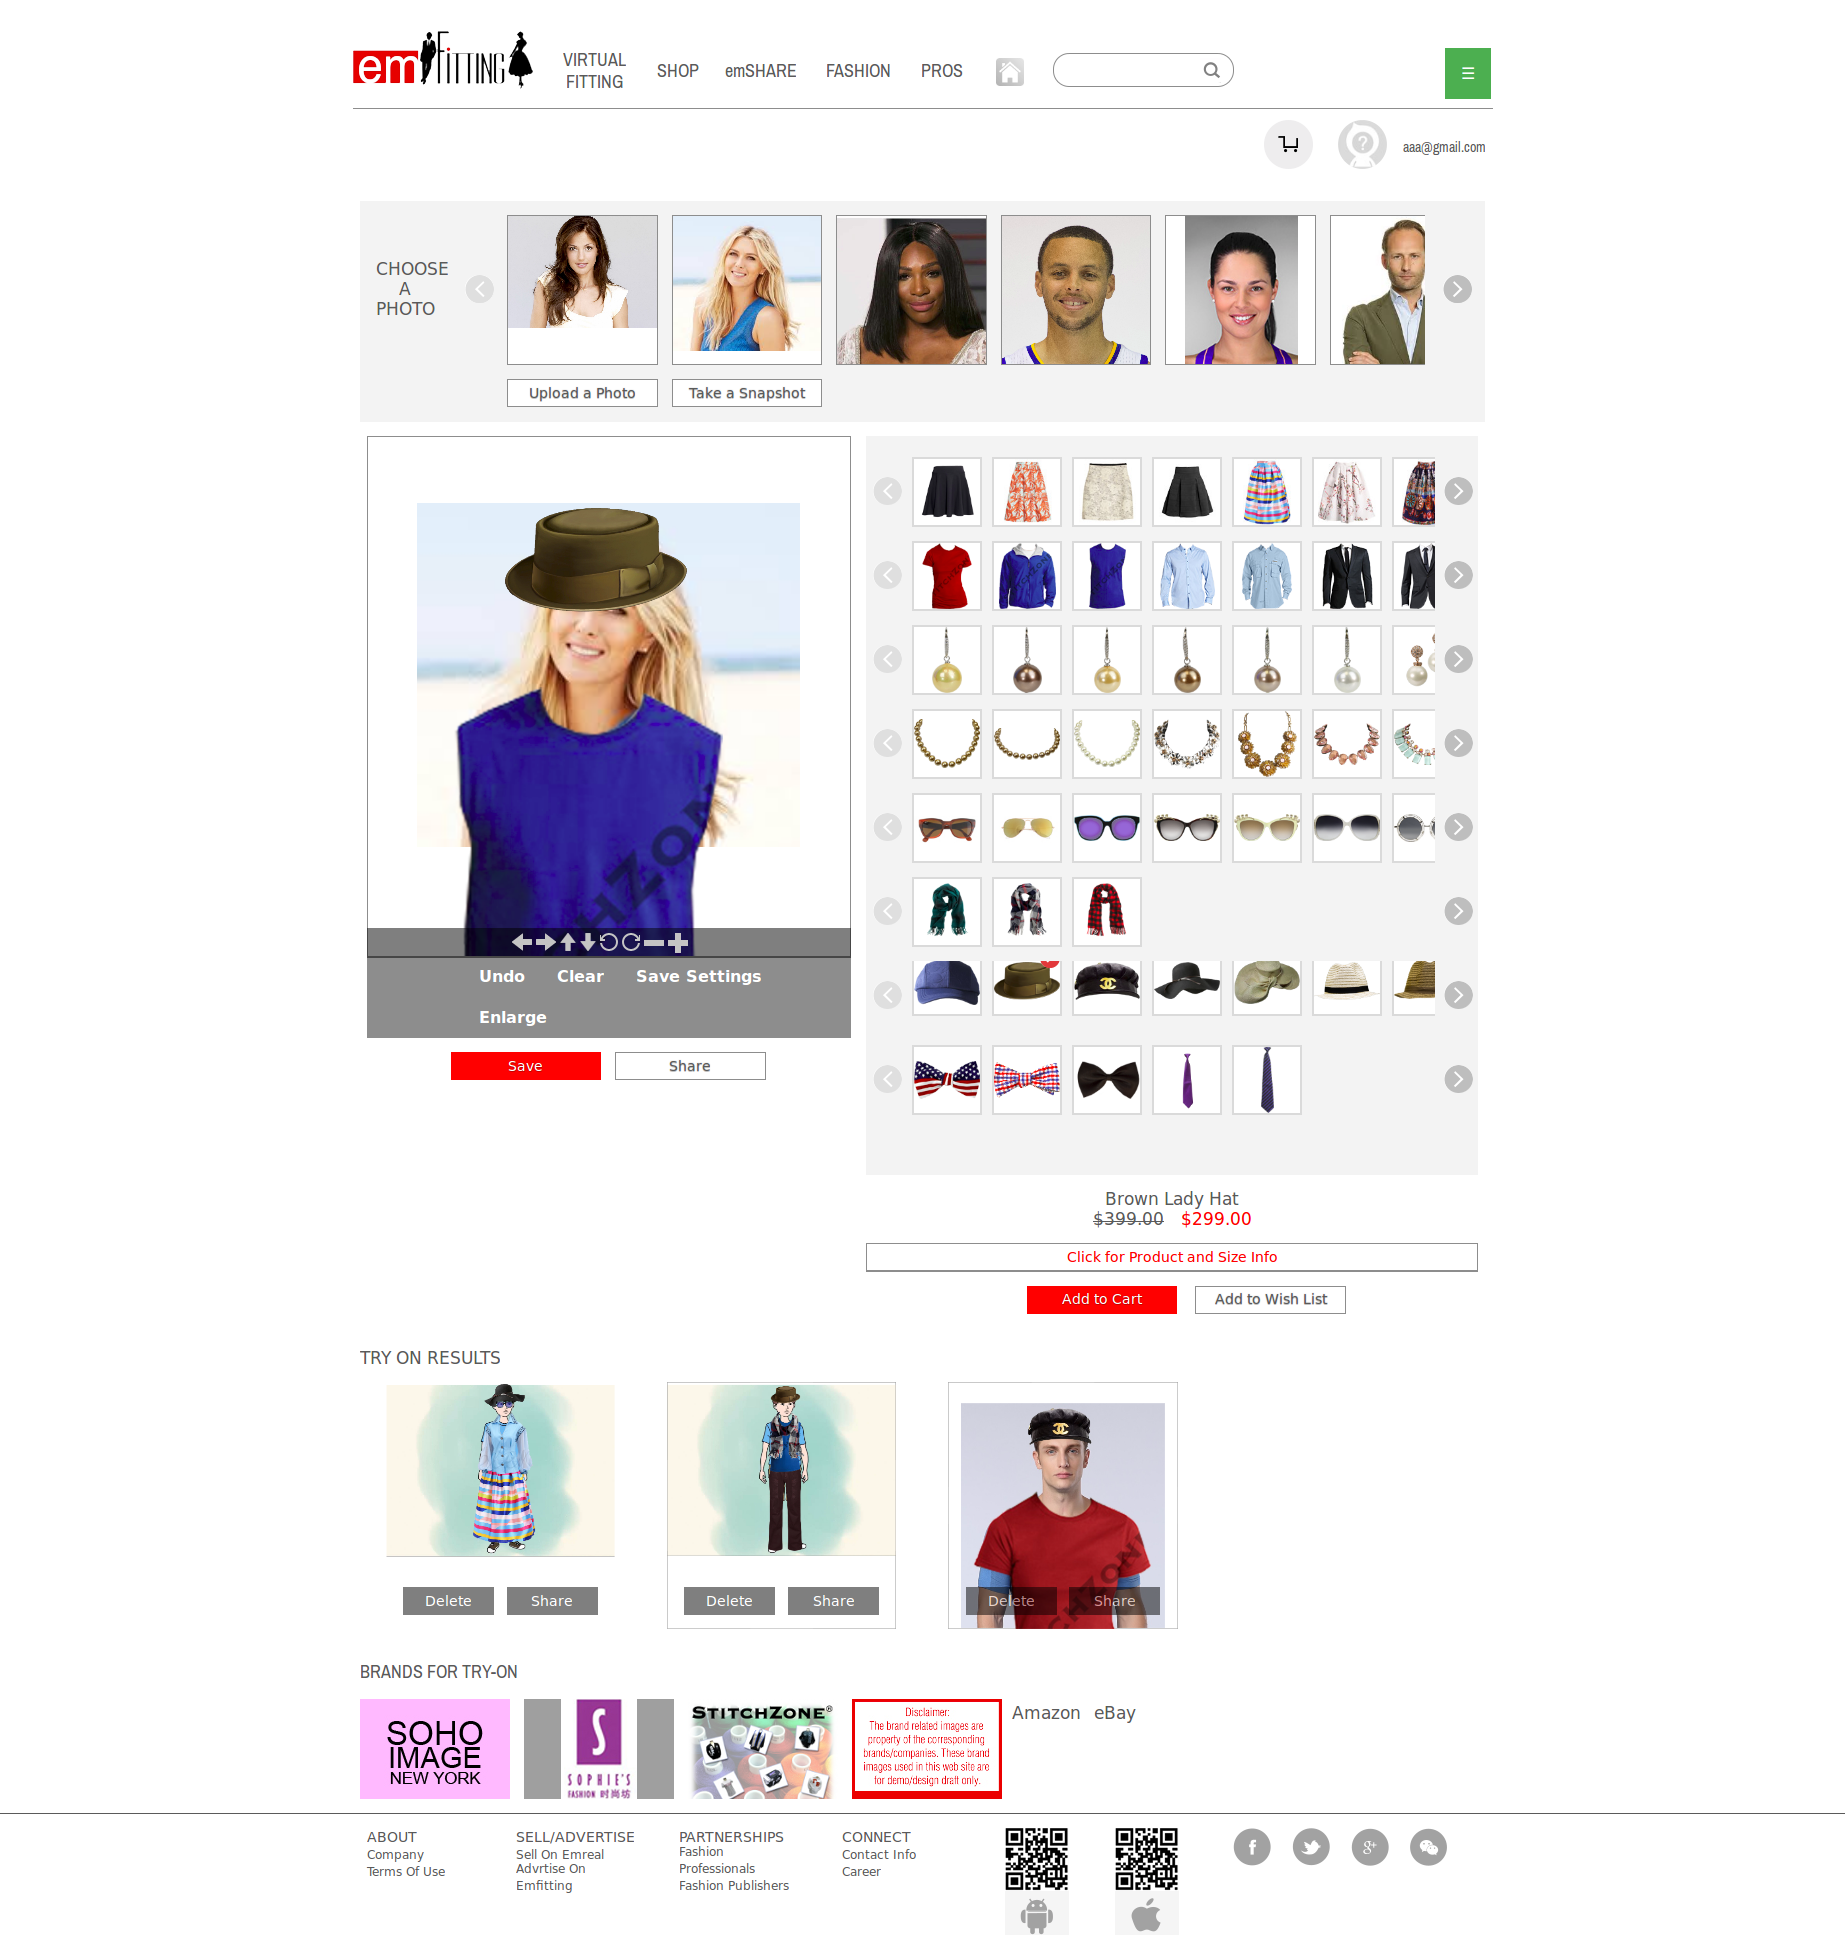 em FITTING
VIRTUAL
FITTING
SHOP
emSHARE
FASHION
PROS
aaa@gmail.com
CHOOSE
A
PHOTO
Upload a Photo
Take a Snapshot
HZON
Undo
Clear
Save Settings
Enlarge
Save
Share
Brown Lady Hat
$399.00 $299.00
Click for Product and Size Info
Add to Cart
Add to Wish List
TRY ON RESULTS
Delete
Share
Delete
Share
Delete
Share
BRANDS FOR TRY-ON
SOHO
IMAGE
NEW YORK
S
SOPHIE'S
FASHION 时尚坊
STITCHZONE®
Disclaimer:
The brand related images are
property of the corresponding
brands/companies. These brand
images used in this web site are
for demo/design draft only.
Amazon
eBay
ABOUT
Company
Terms Of Use
SELL/ADVERTISE
Sell On Emreal
Advrtise On
Emfitting
PARTNERSHIPS
Fashion
Professionals
Fashion Publishers
CONNECT
Contact Info
Career